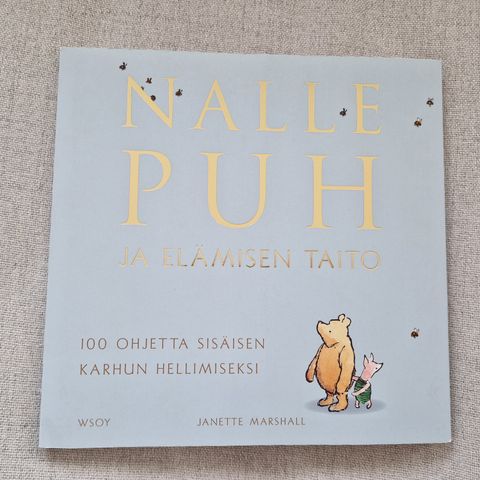 NALLE
PUH
JA ELÄMISEN TAITO
100 OHJETTA SISÄISEN
KARHUN HELLIMISEKSI
WSOY JANETTE MARSHALL